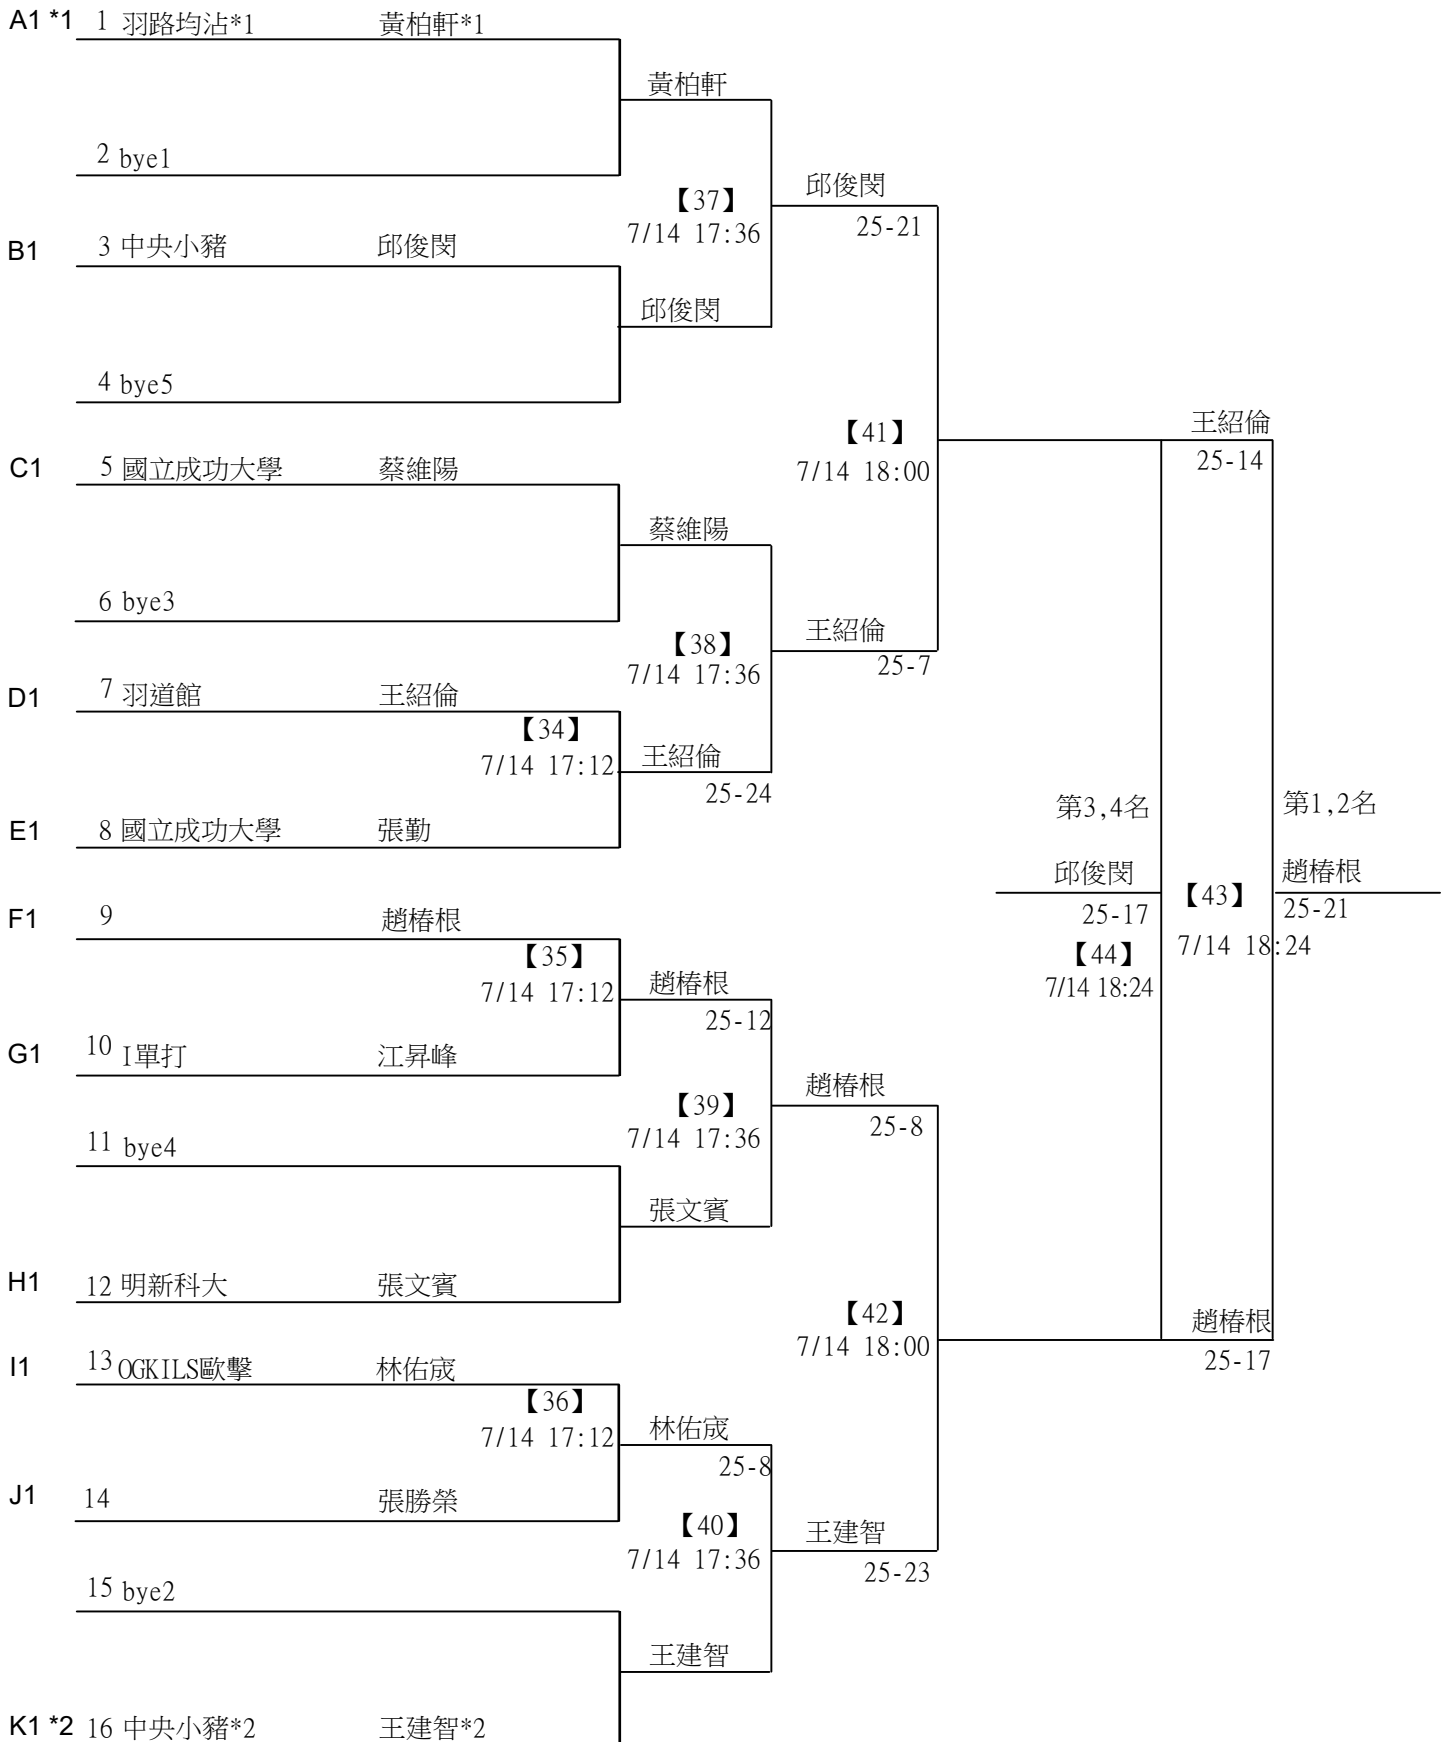 A1 *1 1 羽路均沾*1 黃柏軒*1
黃柏軒
2 bye1
【37】
7/14 17:36
邱俊閔
25-21
B1 3 中央小豬 邱俊閔
邱俊閔
4 bye5
【41】
7/14 18:00
王紹倫
25-14
C1 5 國立成功大學 蔡維陽
蔡維陽
6 bye3
【38】
7/14 17:36
王紹倫
25-7
D1 7 羽道館 王紹倫
【34】
7/14 17:12
王紹倫
25-24
E1 8 國立成功大學 張勤
第3,4名
第1,2名
邱俊閔
25-17
【44】
7/14 18:24
【43】
7/14 18:24
趙椿根
25-21
F1 9 趙椿根
【35】
7/14 17:12
趙椿根
25-12
G1 10 I單打 江昇峰
【39】
7/14 17:36
趙椿根
25-8
11 bye4
張文賓
H1 12 明新科大 張文賓
【42】
7/14 18:00
趙椿根
25-17
I1 13 OGKILS歐擊 林佑宬
【36】
7/14 17:12
林佑宬
25-8
J1 14 張勝榮
【40】
7/14 17:36
王建智
25-23
15 bye2
王建智
K1 *2 16 中央小豬*2 王建智*2